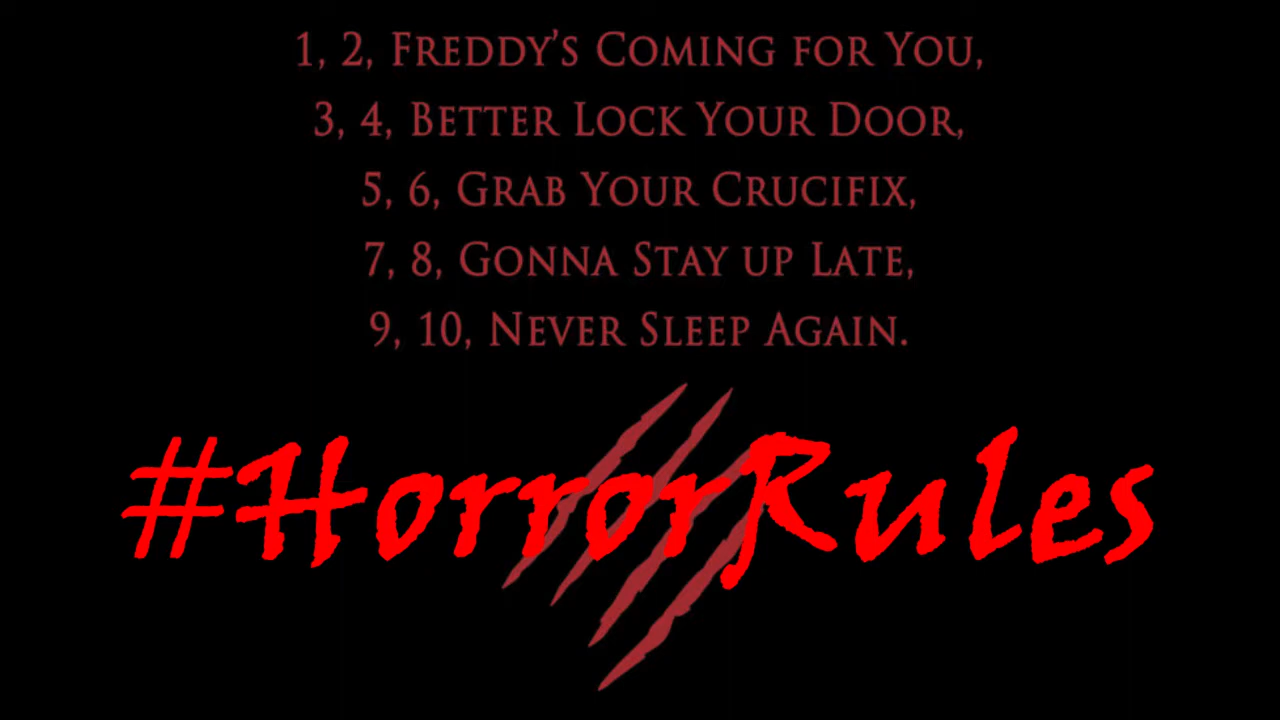 1, 2, Freddy’s Coming for You,
3, 4, Better Lock Your Door,
5, 6, Grab Your Crucifix,
7, 8, Gonna Stay up Late,
9, 10, Never Sleep Again.
#HorrorRules